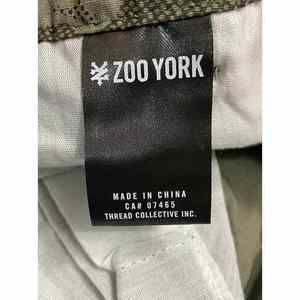 ZOO YORK
MADE IN CHINA
CA# 07465
THREAD COLLECTIVE INC.